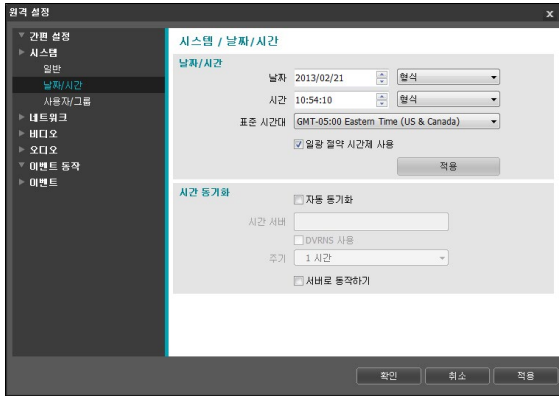 원격 설정
x
간편 설정
시스템
일반
날짜/시간
사용자/그룹
네트워크
비디오
오디오
이벤트 동작
이벤트
시스템 / 날짜/시간
날짜/시간
날짜 2013/02/21 형식
시간 10:54:10 형식
표준 시간대 GMT-05:00 Eastern Time (US & Canada)
일광 절약 시간제 사용
적용
시간 동기화
자동 동기화
시간 서버
DVRNS 사용
주기 1 시간
서버로 동작하기
확인 취소 적용